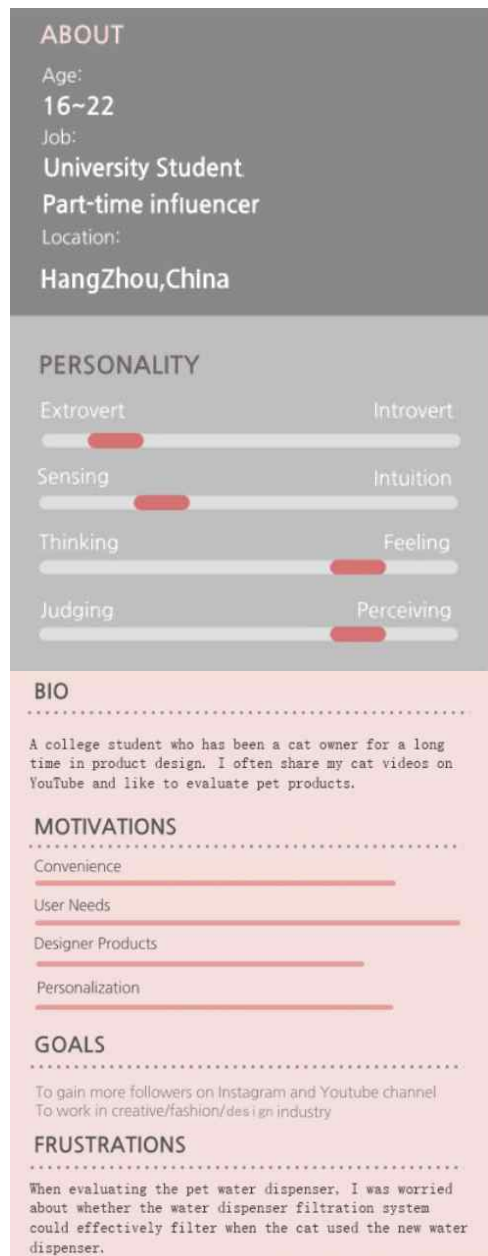 ABOUT
Age:
16~22
Job:
University Student
Part-time influencer
Location:
HangZhou,China
PERSONALITY
Extrovert Introvert
Sensing Intuition
Thinking Feeling
Judging Perceiving
BIO
A college student who has been a cat owner for a long
time in product design. I often share my cat videos on
YouTube and like to evaluate pet products.
MOTIVATIONS
Convenience
User Needs
Designer Products
Personalization
GOALS
To gain more followers on Instagram and Youtube channel
To work in creative/fashion/design industry
FRUSTRATIONS
When evaluating the pet water dispenser, I was worried
about whether the water dispenser filtration system
could effectively filter when the cat used the new water
dispenser.